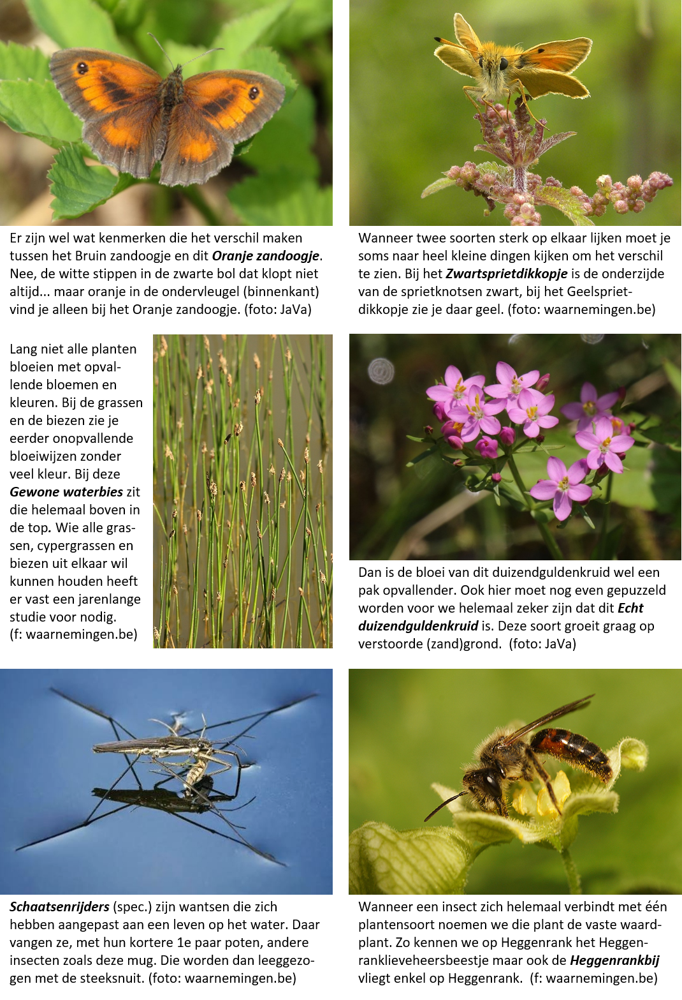 Er zijn wel wat kenmerken die het verschil maken
tussen het Bruin zandoogje en dit Oranje zandoogje.
Nee, de witte stippen in de zwarte bol dat klopt niet
altijd... maar oranje in de ondervleugel (binnenkant)
vind je alleen bij het Oranje zandoogje. (foto: JaVa)
Wanneer twee soorten sterk op elkaar lijken moet je
soms naar heel kleine dingen kijken om het verschil
te zien. Bij het Zwartsprietdikkopje is de onderzijde
van de sprietknotsen zwart, bij het Geelspriet-
dikkopje zie je daar geel. (foto: waarnemingen.be)
Lang niet alle planten
bloeien met opval-
lende bloemen en
kleuren. Bij de grassen
en de biezen zie je
eerder onopvallende
bloeiwijzen zonder
veel kleur. Bij deze
Gewone waterbies zit
die helemaal boven in
de top. Wie alle gras-
sen, cypergrassen en
biezen uit elkaar wil
kunnen houden heeft
er vast een jarenlange
studie voor nodig.
(f: waarnemingen.be)
Dan is de bloei van dit duizendguldenkruid wel een
pak opvallender. Ook hier moet nog even gepuzzeld
worden voor we helemaal zeker zijn dat dit Echt
duizendguldenkruid is. Deze soort groeit graag op
verstoorde (zand)grond. (foto: JaVa)
Schaatsenrijders (spec.) zijn wantsen die zich
hebben aangepast aan een leven op het water. Daar
vangen ze, met hun kortere 1e paar poten, andere
insecten zoals deze mug. Die worden dan leeggezo-
gen met de steeksnuit. (foto: waarnemingen.be)
Wanneer een insect zich helemaal verbindt met één
plantensoort noemen we die plant de vaste waard-
plant. Zo kennen we op Heggenrank het Heggen-
ranklieveheersbeestje maar ook de Heggenrankbij
vliegt enkel op Heggenrank. (f: waarnemingen.be)